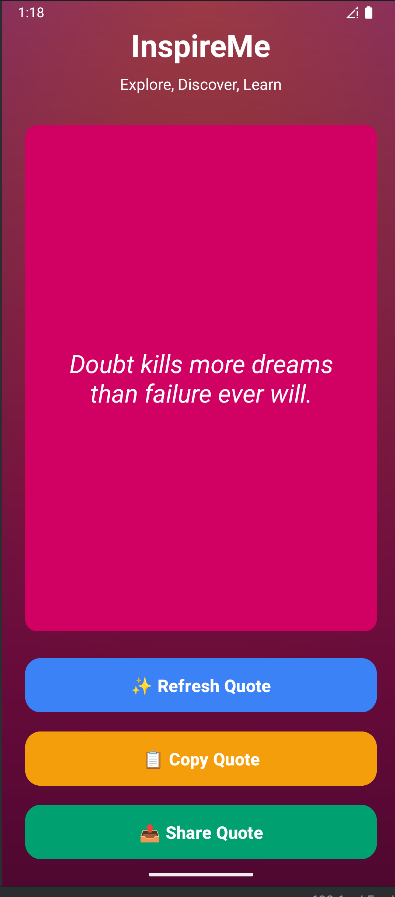 1:18
InspireMe
Explore, Discover, Learn
Doubt kills more dreams
than failure ever will.
✨ Refresh Quote
📋 Copy Quote
📤 Share Quote